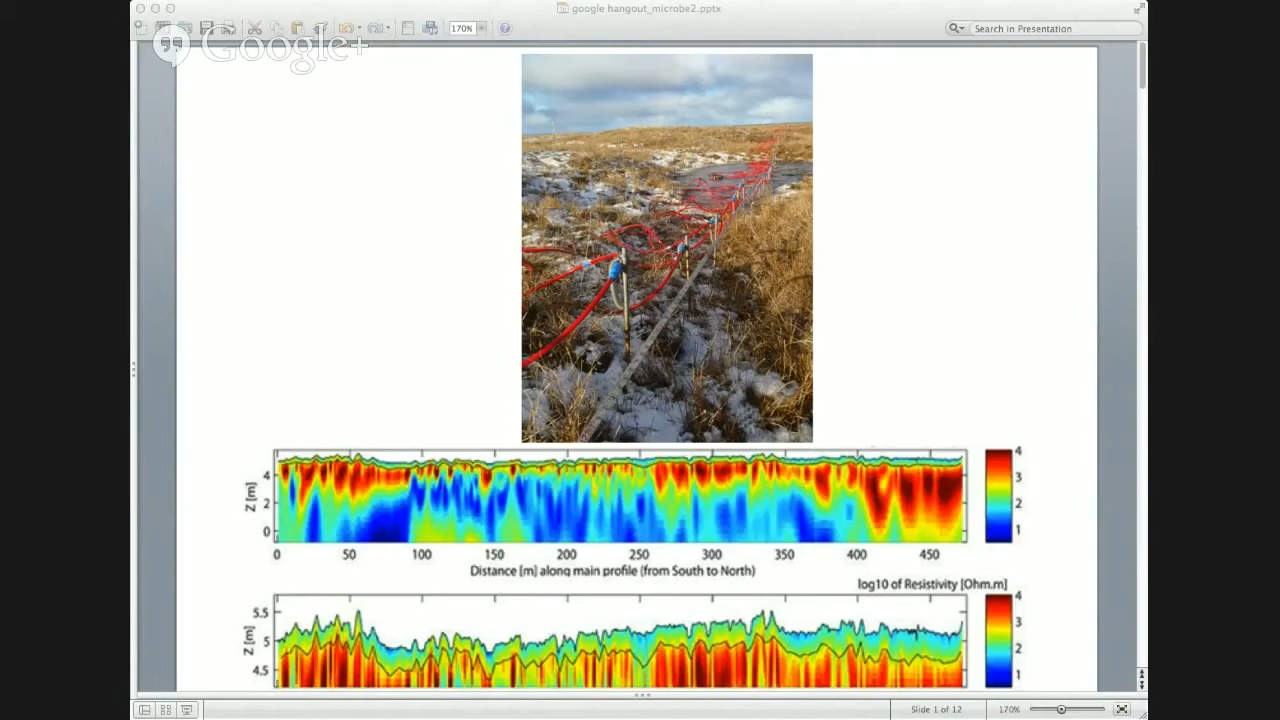 google hangout_microbe2.pptx
170%
Search in Presentation
Google+
4
2
0
Z [m]
0 50 100 150 200 250 300 350 400 450
Distance [m] along main profile (from South to North)
4
3
2
1
log10 of Resistivity [Ohm.m]
5.5
5
4.5
Z [m]
4
3
2
1
Slide 1 of 12
170%